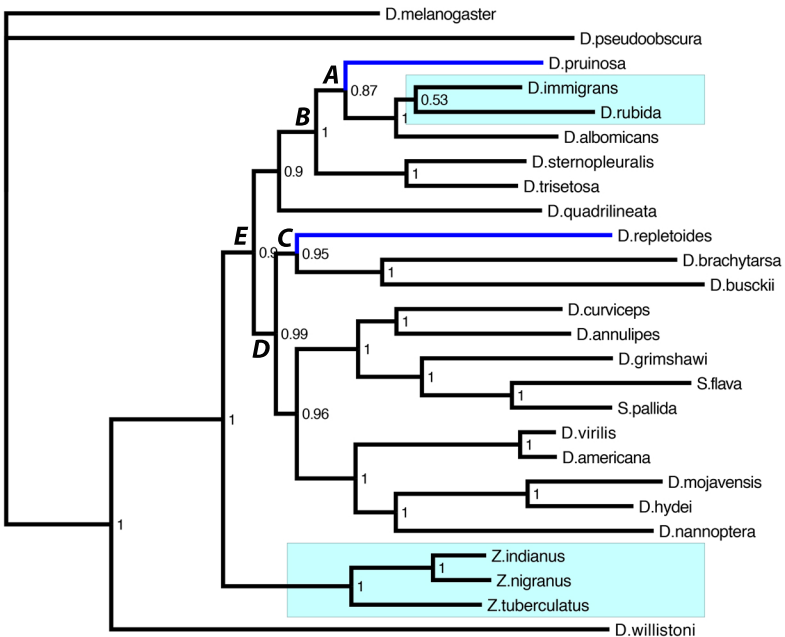 D.melanogaster
D.pseudoobscura
D.pruinosa
A
0.87
D.immigrans
0.53
D.rubida
1
B
1
D.albomicans
D.sternopleuralis
1
0.9
D.trisetosa
D.quadrilineata
E
C
D.repletoides
0.9
0.95
D.brachytarsa
1
D.busckii
D.curviceps
1
0.99
D.annulipes
D
1
D.grimshawi
1
S.flava
1
0.96
S.pallida
1
D.virilis
1
D.americana
1
D.mojavensis
1
D.hydei
1
D.nannoptera
1
Z.indianus
1
Z.nigranus
1
Z.tuberculatus
D.willistoni